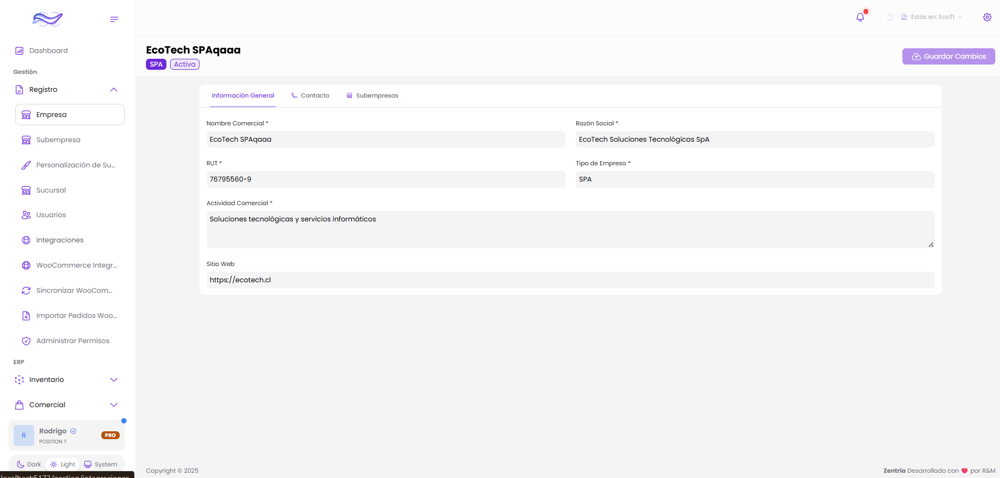 Estás en: EcoTI
Dashboard
Gestión
Registro
Empresa
Subempresa
Personalización de Su...
Sucursal
Usuarios
Integraciones
WooCommerce Integr...
Sincronizar WooCom...
Importar Pedidos Woo...
Administrar Permisos
ERP
Inventario
Comercial
R
Rodrigo
POSITION ?
PRO
Dark
Light
System
localhost:5173/gestion/integraciones
EcoTech SPAqaaa
SPA
Activa
Guardar Cambios
Información General
Contacto
Subempresas
Nombre Comercial *
EcoTech SPAqaaa
Razón Social *
EcoTech Soluciones Tecnológicas SpA
RUT *
76795560-9
Tipo de Empresa *
SPA
Actividad Comercial *
Soluciones tecnológicas y servicios informáticos
Sitio Web
https://ecotech.cl
Copyright © 2025
Zentria Desarrollado con ❤️ por R&M